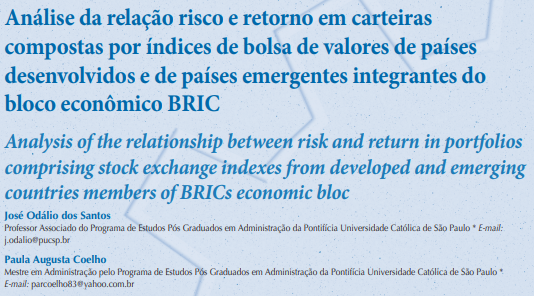 Análise da relação risco e retorno em carteiras
compostas por índices de bolsa de valores de países
desenvolvidos e de países emergentes integrantes do
bloco econômico BRIC
Analysis of the relationship between risk and return in portfolios
comprising stock exchange indexes from developed and emerging
countries members of BRICs economic bloc
José Odálio dos Santos
Professor Associado do Programa de Estudos Pós Graduados em Administração da Pontifícia Universidade Católica de São Paulo * E-mail:
j.odalio@pucsp.br
Paula Augusta Coelho
Mestre em Administração pelo Programa de Estudos Pós Graduados em Administração da Pontifícia Universidade Católica de São Paulo *
E-mail: parcoelho83@yahoo.com.br